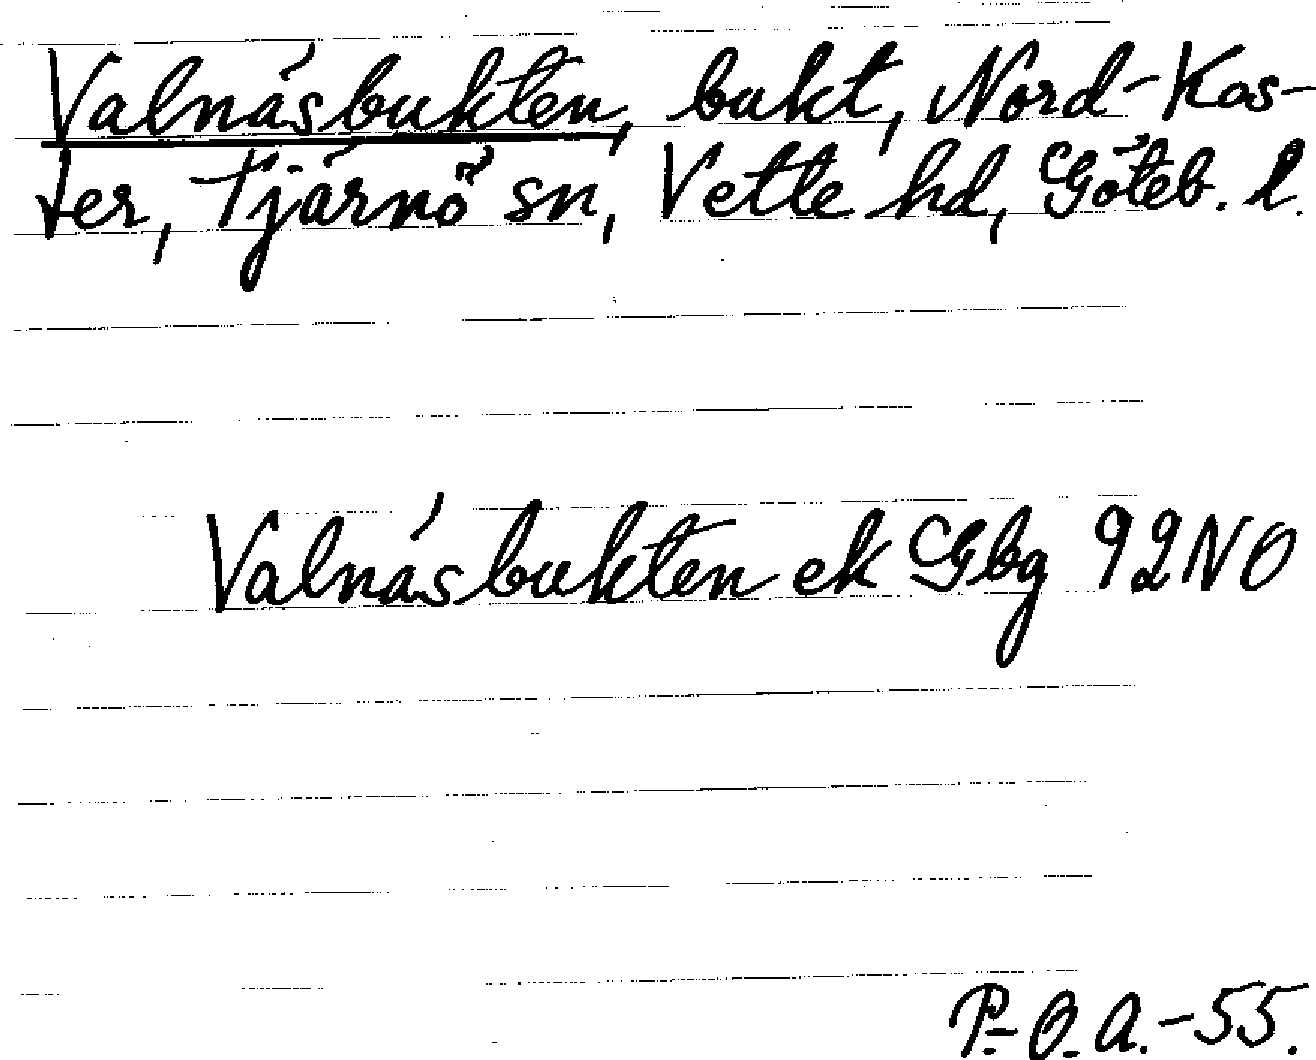 Valnäsbukten, bukt, Nord-Kos-
ter, Tjärnö sn, Vette hd, Göteb. l.
Valnäsbukten ek Gbg 92NO
P.-O. A.-55.